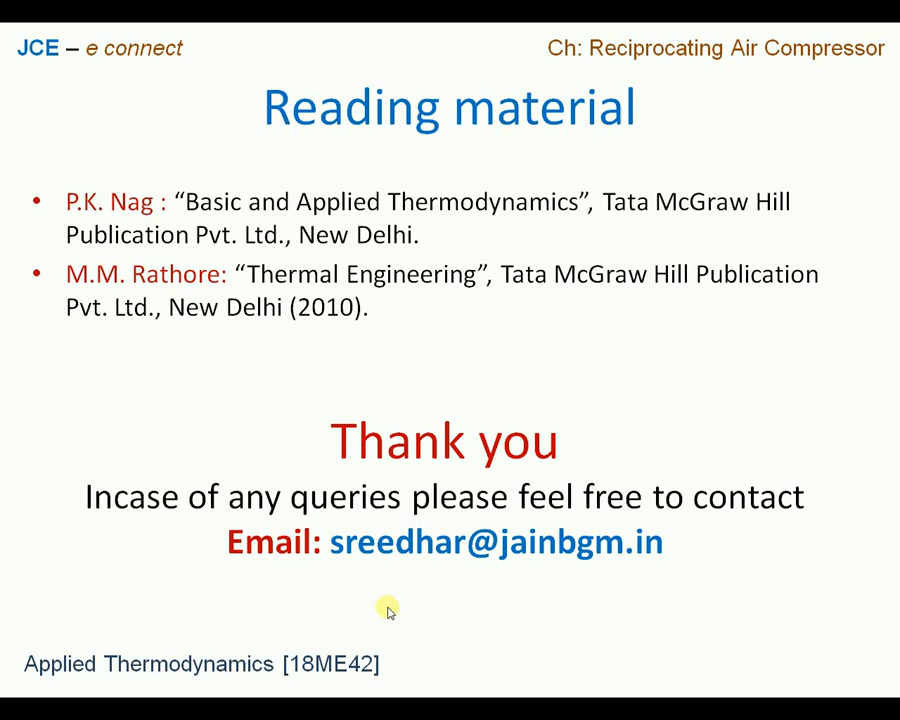 JCE – e connect
Ch: Reciprocating Air Compressor
Reading material
• P.K. Nag : “Basic and Applied Thermodynamics”, Tata McGraw Hill
Publication Pvt. Ltd., New Delhi.
• M.M. Rathore: “Thermal Engineering”, Tata McGraw Hill Publication
Pvt. Ltd., New Delhi (2010).
Thank you
Incase of any queries please feel free to contact
Email: sreedhar@jainbgm.in
Applied Thermodynamics [18ME42]